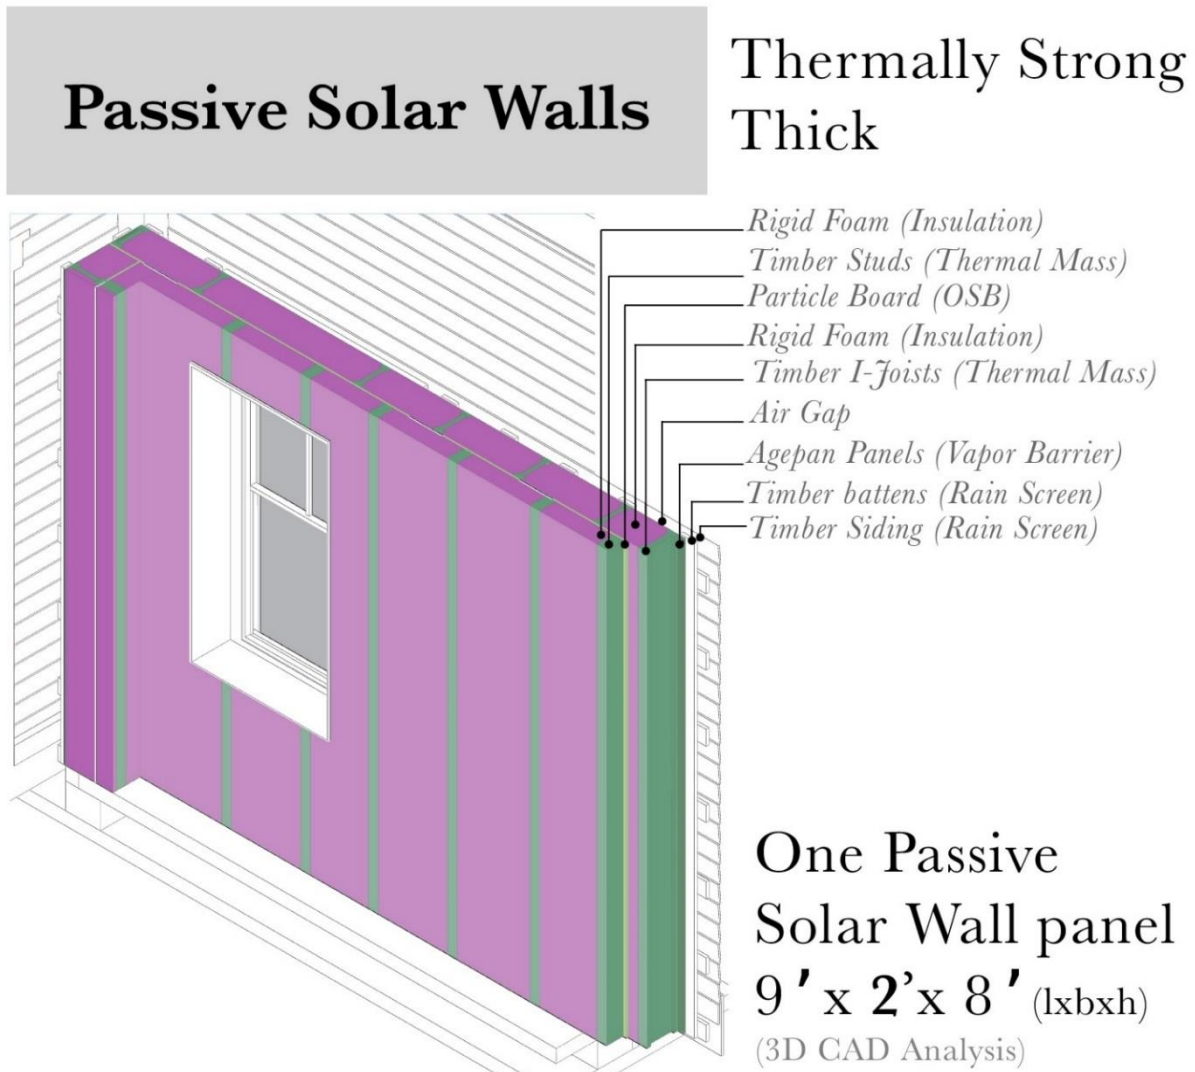 Passive Solar Walls
Thermally Strong
Thick
Rigid Foam (Insulation)
Timber Studs (Thermal Mass)
Particle Board (OSB)
Rigid Foam (Insulation)
Timber I-Joists (Thermal Mass)
Air Gap
Agepan Panels (Vapor Barrier)
Timber battens (Rain Screen)
Timber Siding (Rain Screen)
One Passive
Solar Wall panel
9 ' x 2’x 8 ' (lxbxh)
(3D CAD Analysis)